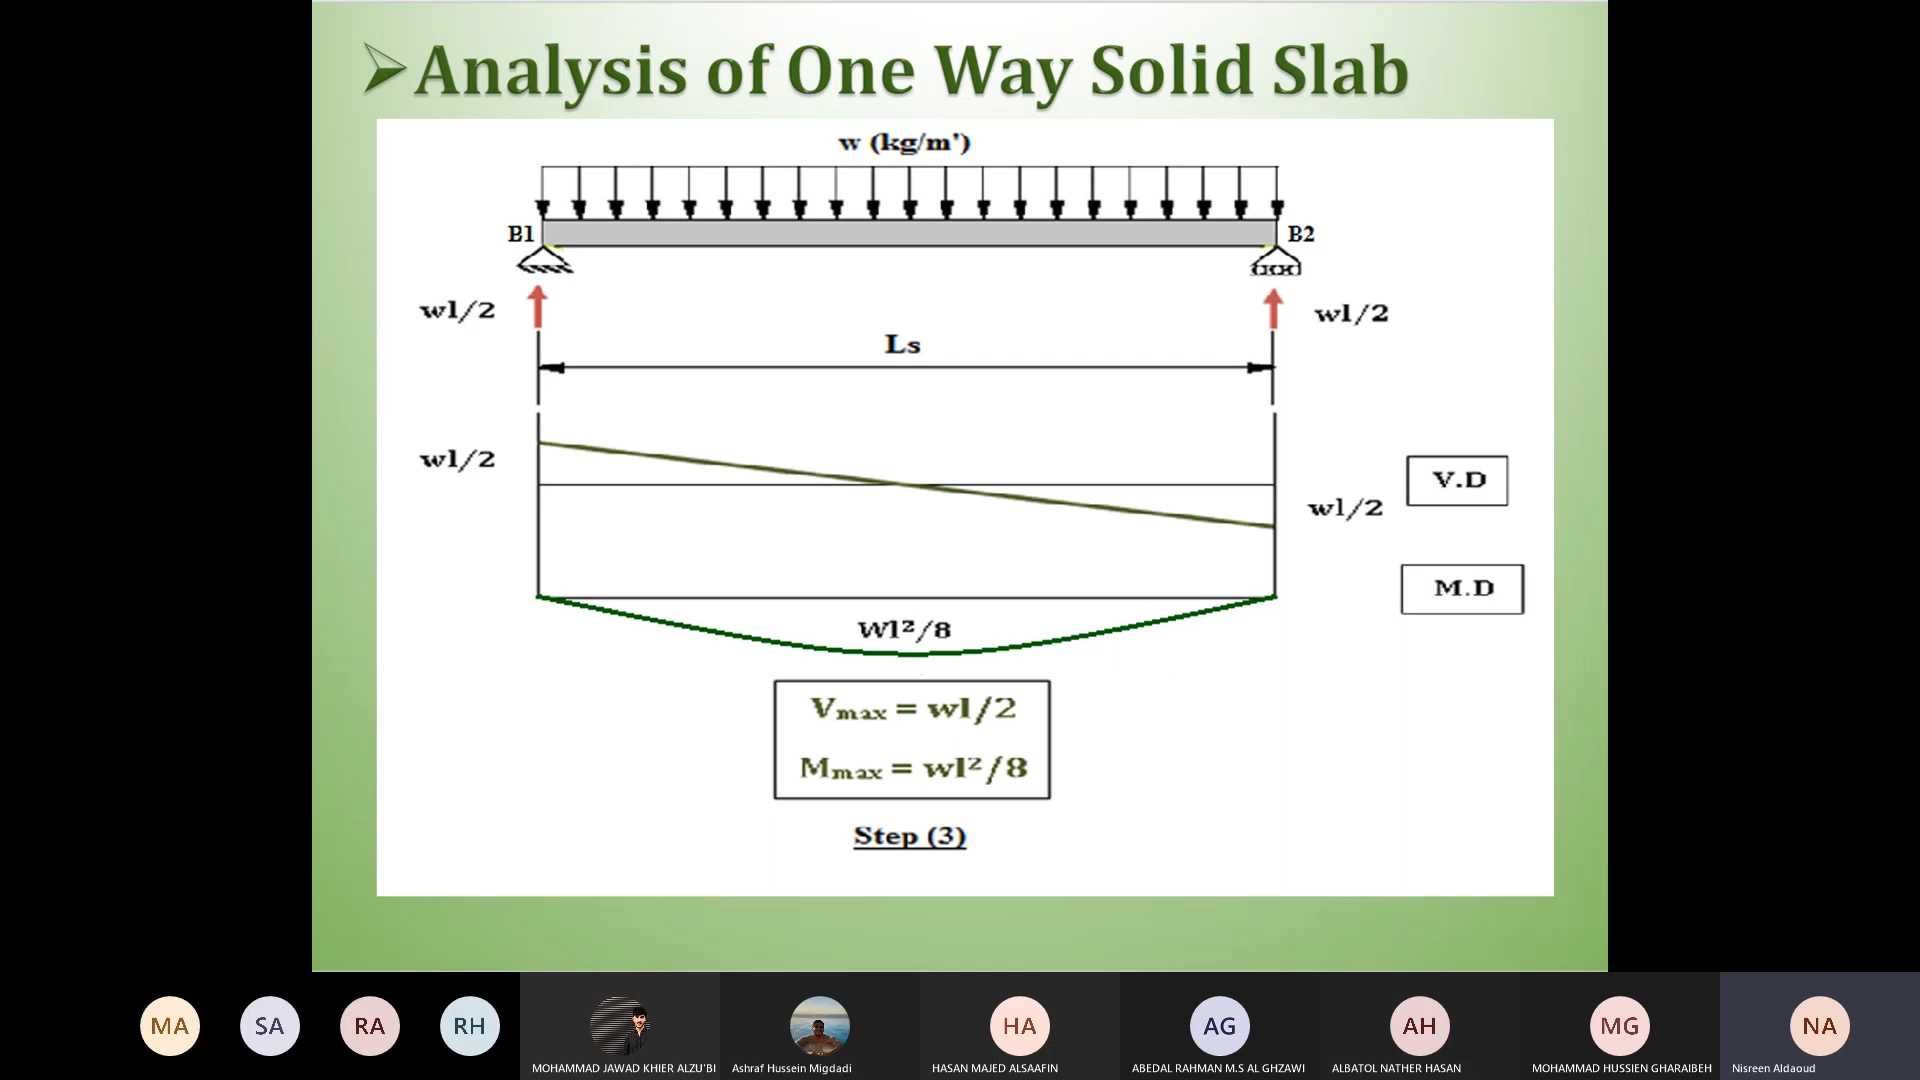 Analysis of One Way Solid Slab
w (kg/m')
B1
B2
wl/2
wl/2
Ls
wl/2
wl/2
V.D
M.D
Wl²/8
Vmax = wl/2
Mmax = wl²/8
Step (3)
MA
SA
RA
RH
HA
AG
AH
MG
NA
MOHAMMAD JAWAD KHIER ALZU'BI
Ashraf Hussein Migdadi
HASAN MAJED ALSAAFIN
ABEDAL RAHMAN M.S AL GHZAWI
ALBATOL NATHER HASAN
MOHAMMAD HUSSIEN GHARAIBEH
Nisreen Aldaoud